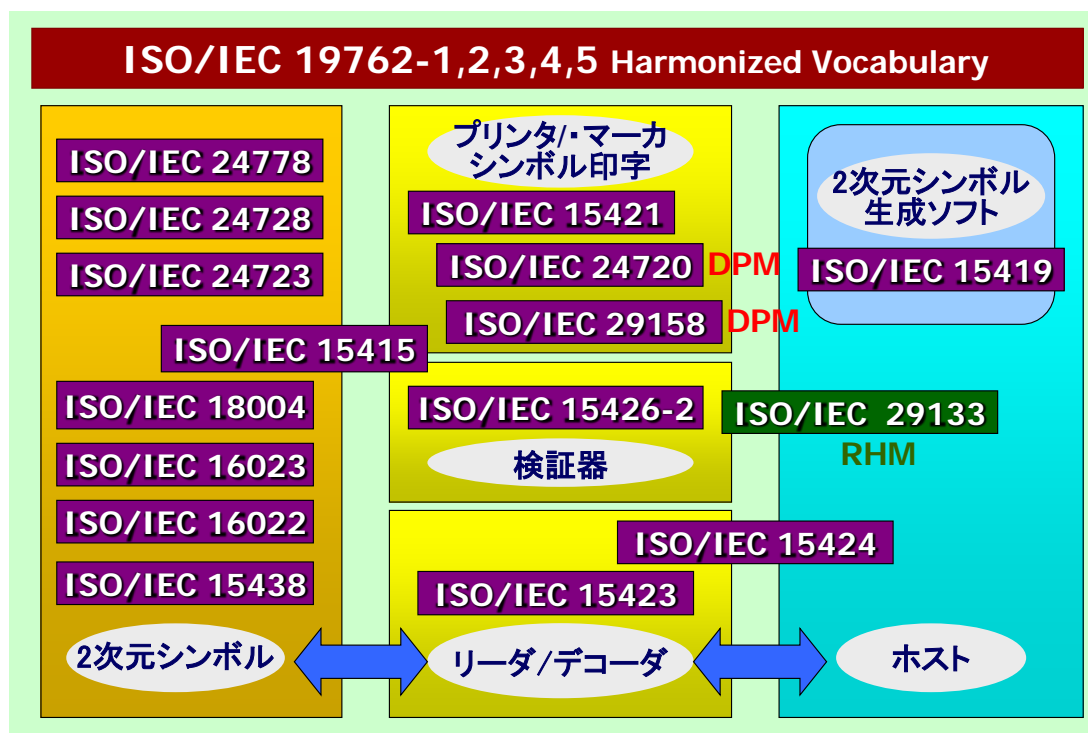 ISO/IEC 19762-1,2,3,4,5 Harmonized Vocabulary
ISO/IEC 24778
ISO/IEC 24728
ISO/IEC 24723
ISO/IEC 15415
ISO/IEC 18004
ISO/IEC 16023
ISO/IEC 16022
ISO/IEC 15438
2次元シンボル
プリンタ/・マーカ
シンボル印字
ISO/IEC 15421
ISO/IEC 24720 DPM
ISO/IEC 29158 DPM
ISO/IEC 15426-2
検証器
ISO/IEC 15424
ISO/IEC 15423
リーダ/デコーダ
2次元シンボル
生成ソフト
ISO/IEC 15419
ISO/IEC 29133
RHM
ホスト